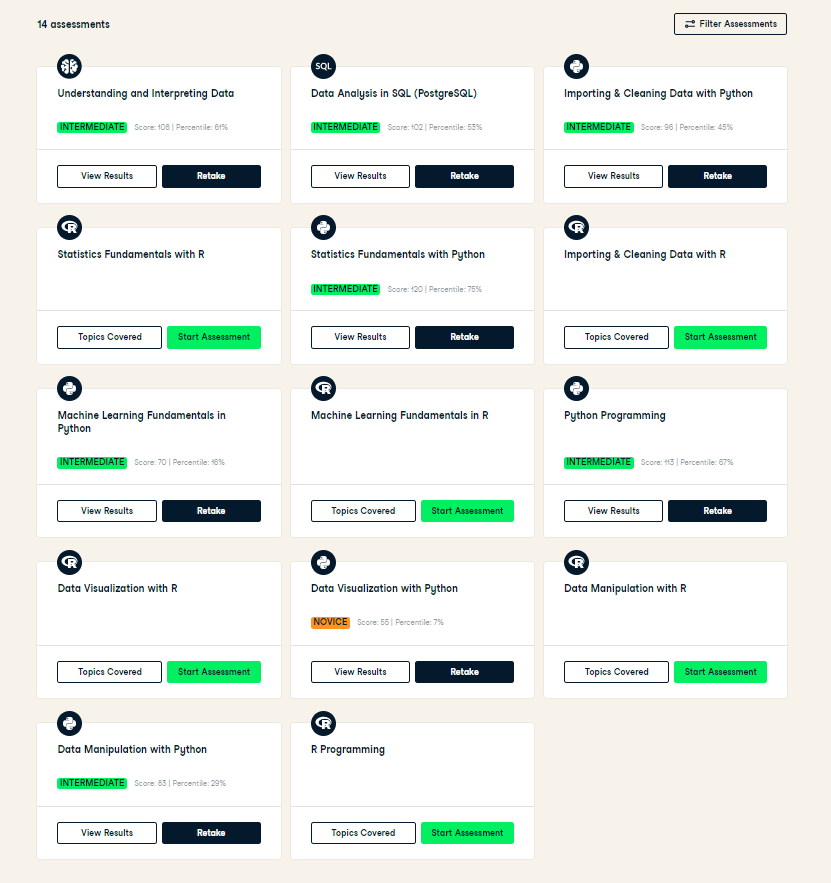 14 assessments
Filter Assessments
SQL
Understanding and Interpreting Data
Data Analysis in SQL (PostgreSQL)
Importing & Cleaning Data with Python
INTERMEDIATE Score: 108 | Percentile: 61%
INTERMEDIATE Score: 102 | Percentile: 53%
INTERMEDIATE Score: 96 | Percentile: 45%
View Results Retake
View Results Retake
View Results Retake
R
R
Statistics Fundamentals with R
Statistics Fundamentals with Python
Importing & Cleaning Data with R
INTERMEDIATE Score: 120 | Percentile: 75%
Topics Covered Start Assessment
View Results Retake
Topics Covered Start Assessment
R
Machine Learning Fundamentals in
Python
Machine Learning Fundamentals in R
Python Programming
INTERMEDIATE Score: 70 | Percentile: 16%
INTERMEDIATE Score: 113 | Percentile: 67%
View Results Retake
Topics Covered Start Assessment
View Results Retake
R
R
Data Visualization with R
Data Visualization with Python
Data Manipulation with R
NOVICE Score: 55 | Percentile: 7%
Topics Covered Start Assessment
View Results Retake
Topics Covered Start Assessment
R
Data Manipulation with Python
R Programming
INTERMEDIATE Score: 83 | Percentile: 29%
View Results Retake
Topics Covered Start Assessment